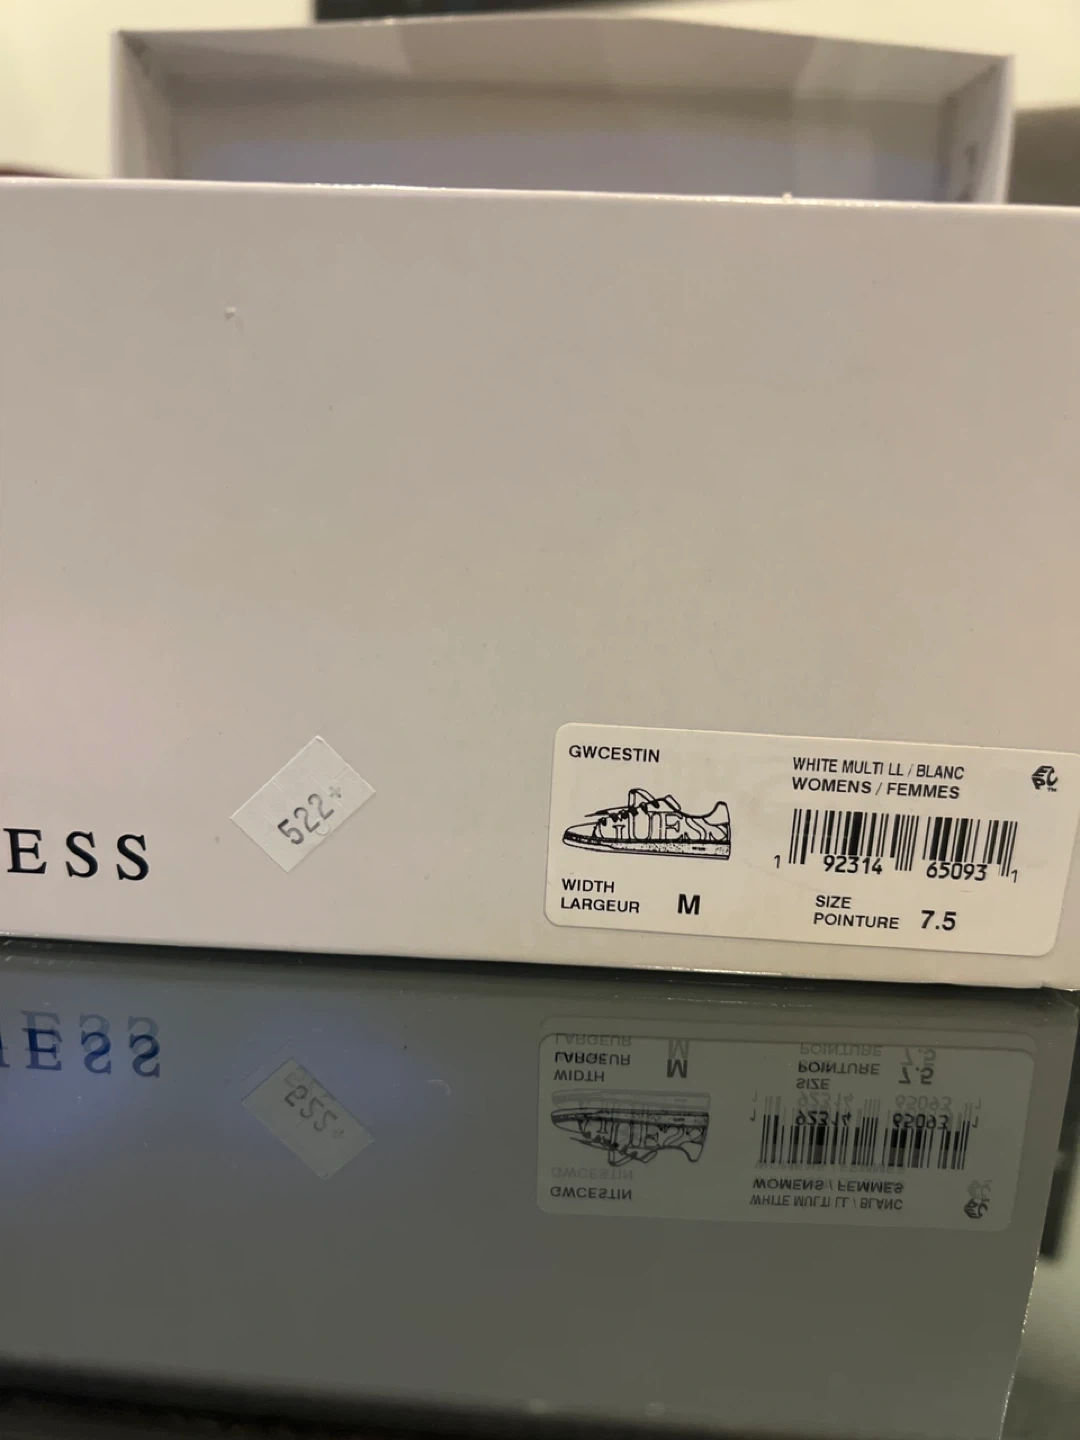 ESS
522+
GWCESTIN
WHITE MULTI LL / BLANC
WOMENS / FEMMES
GUESS
1 92314 65093 1
WIDTH
LARGEUR M
SIZE
POINTURE 7.5